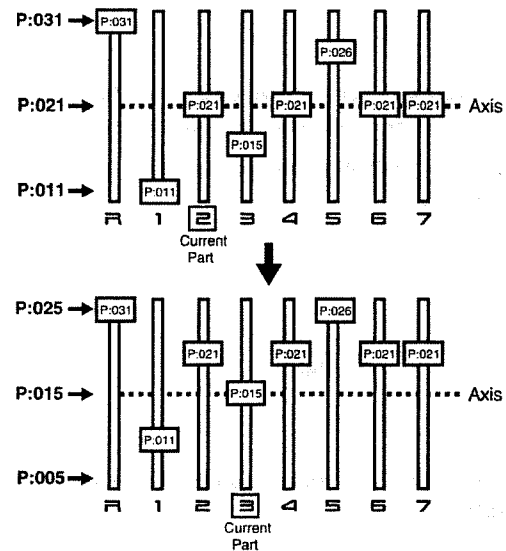 P:031 P:031
P:026
P:021 P:021 P:021 P:021 P:021 Axis
P:015
P:011 P:011
R 1 2 3 4 5 6 7
Current
Part
P:025 P:031 P:026
P:021 P:021 P:021 P:021
P:015 P:015 Axis
P:011
P:005
R 1 2 3 4 5 6 7
Current
Part